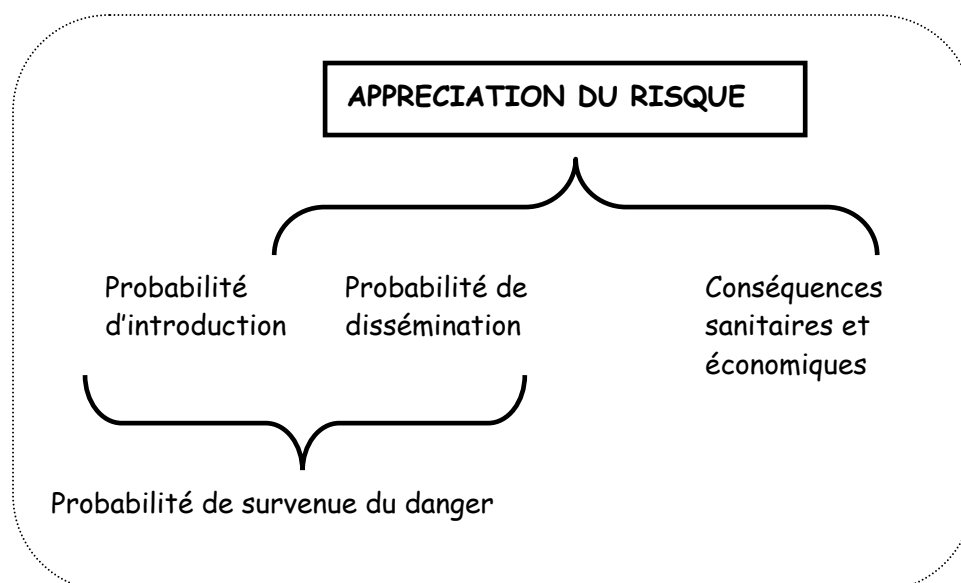 APPRECIATION DU RISQUE
Probabilité
d'introduction
Probabilité de
dissémination
Conséquences
sanitaires et
économiques
Probabilité de survenue du danger